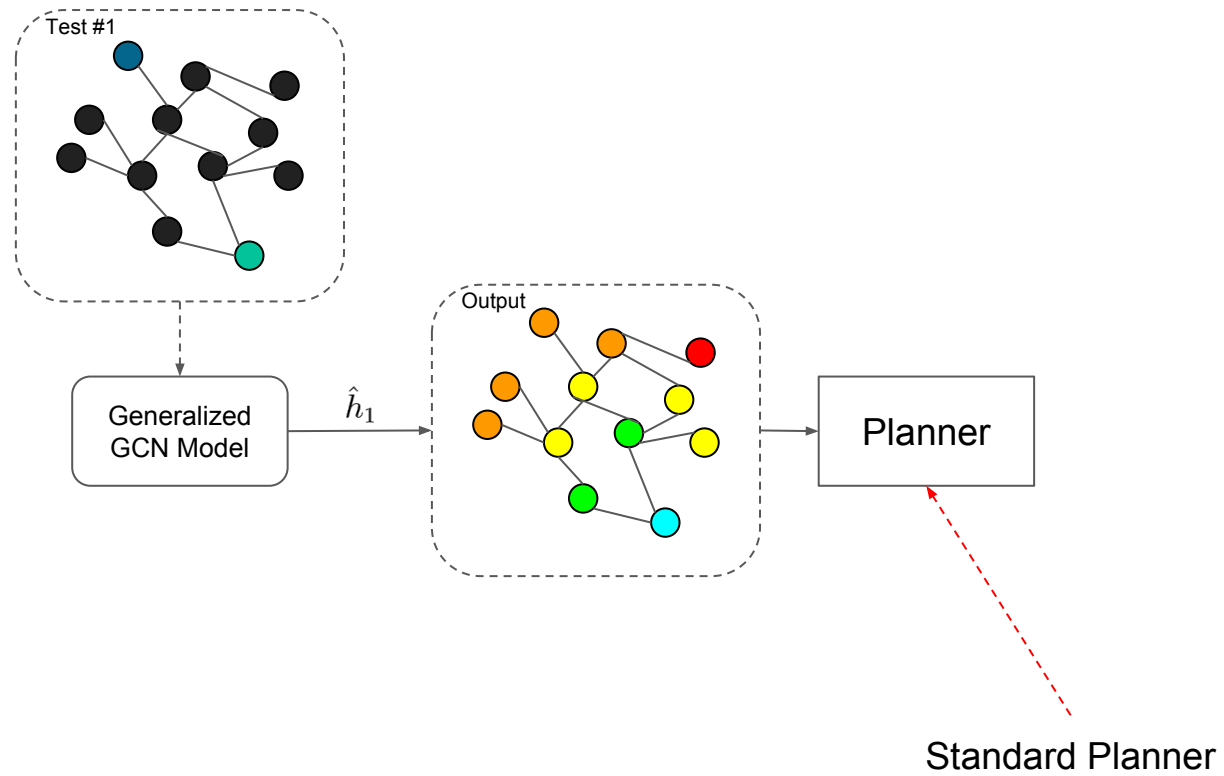 Test #1
Output
Generalized
GCN Model
ĥ₁
Planner
Standard Planner